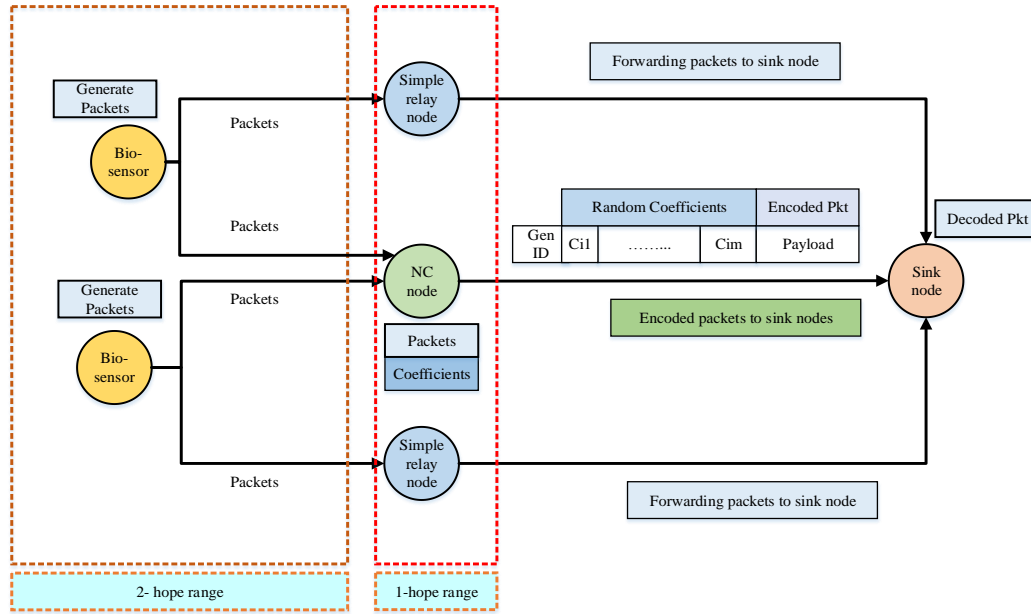 Generate
Packets
Bio-
sensor
Packets
Packets
Simple
relay
node
Forwarding packets to sink node
Random Coefficients
Encoded Pkt
Gen
ID
Ci1
……...
Cim
Payload
Decoded Pkt
NC
node
Sink
node
Generate
Packets
Packets
Encoded packets to sink nodes
Bio-
sensor
Packets
Coefficients
Simple
relay
node
Packets
Forwarding packets to sink node
2- hope range
1-hope range